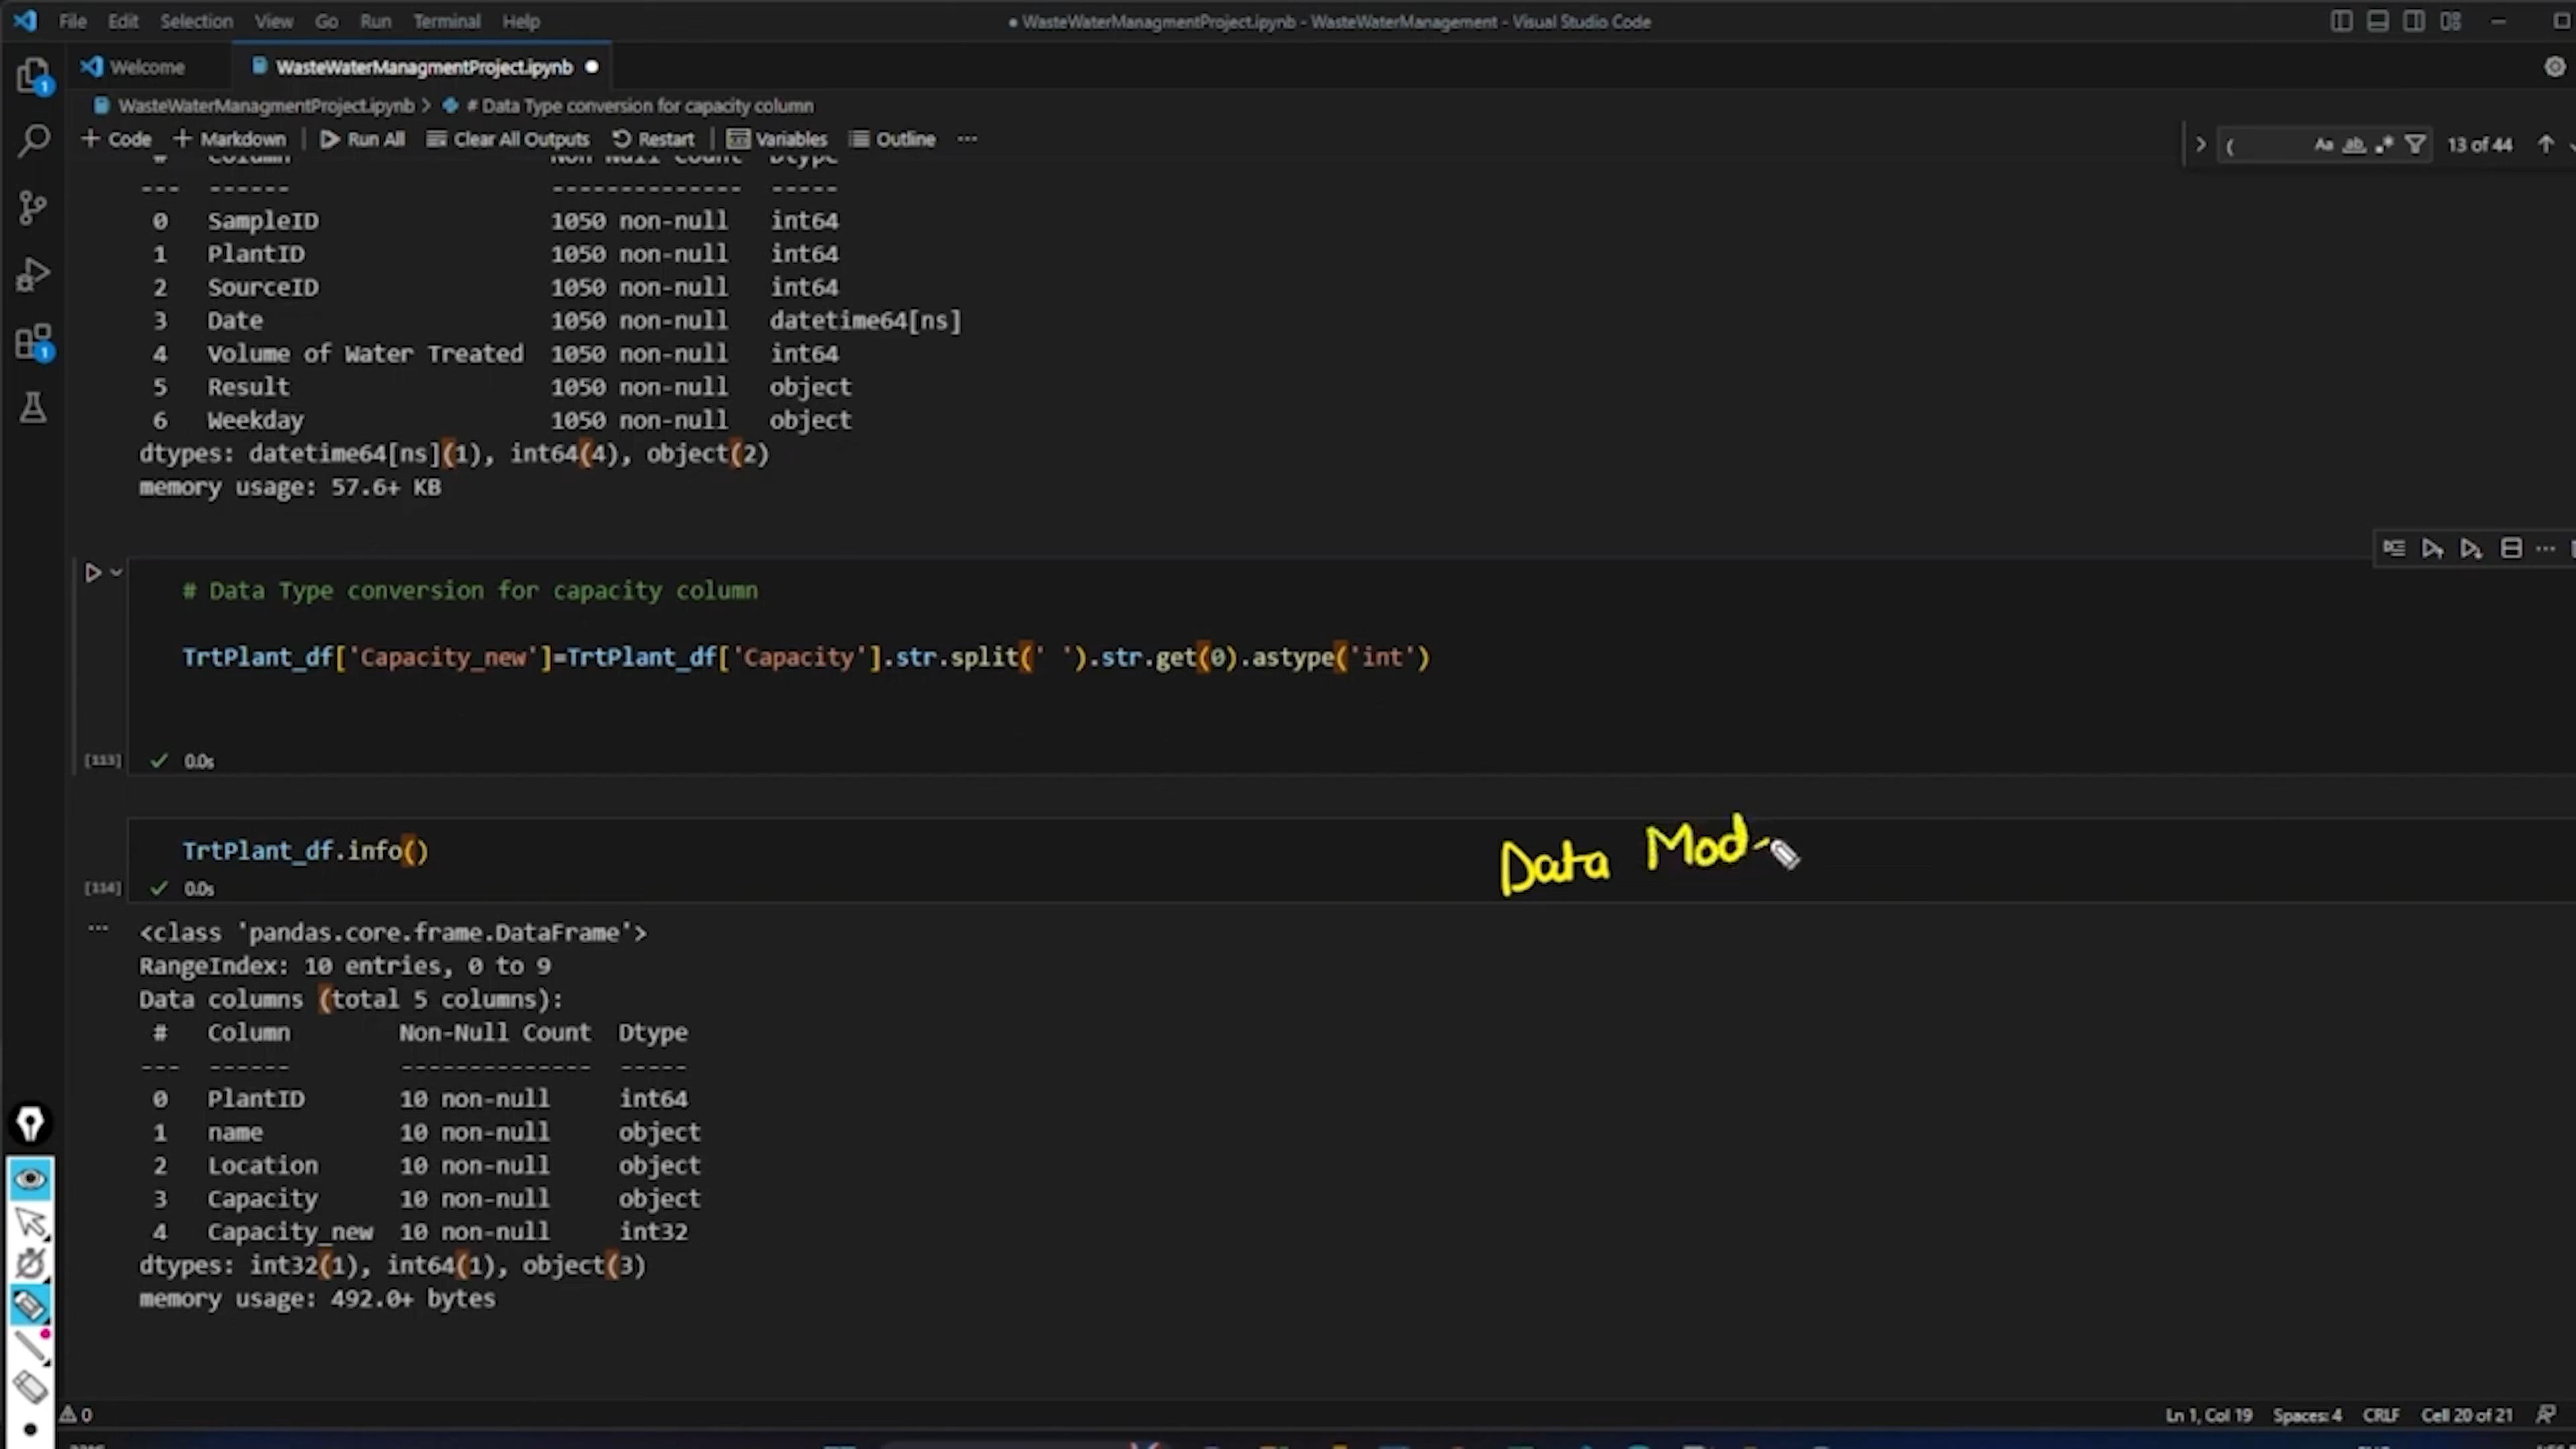 File Edit Selection View Go Run Terminal Help
● WasteWaterManagmentProject.ipynb - WasteWaterManagement - Visual Studio Code
Welcome WasteWaterManagmentProject.ipynb ●
WasteWaterManagmentProject.ipynb > # Data Type conversion for capacity column
+ Code + Markdown Run All Clear All Outputs Restart Variables Outline ...
( Aa ab 13 of 44
# Column Non-Null Count Dtype
--- ------ -------------- -----
0 SampleID 1050 non-null int64
1 PlantID 1050 non-null int64
2 SourceID 1050 non-null int64
3 Date 1050 non-null datetime64[ns]
4 Volume of Water Treated 1050 non-null int64
5 Result 1050 non-null object
6 Weekday 1050 non-null object
dtypes: datetime64[ns](1), int64(4), object(2)
memory usage: 57.6+ KB
# Data Type conversion for capacity column
TrtPlant_df['Capacity_new']=TrtPlant_df['Capacity'].str.split(' ').str.get(0).astype('int')
[113] 0.0s
TrtPlant_df.info()
Data Mod
[114] 0.0s
... <class 'pandas.core.frame.DataFrame'>
RangeIndex: 10 entries, 0 to 9
Data columns (total 5 columns):
# Column Non-Null Count Dtype
--- ------ -------------- -----
0 PlantID 10 non-null int64
1 name 10 non-null object
2 Location 10 non-null object
3 Capacity 10 non-null object
4 Capacity_new 10 non-null int32
dtypes: int32(1), int64(1), object(3)
memory usage: 492.0+ bytes
0 Ln 1, Col 19 Spaces: 4 CRLF Cell 20 of 21